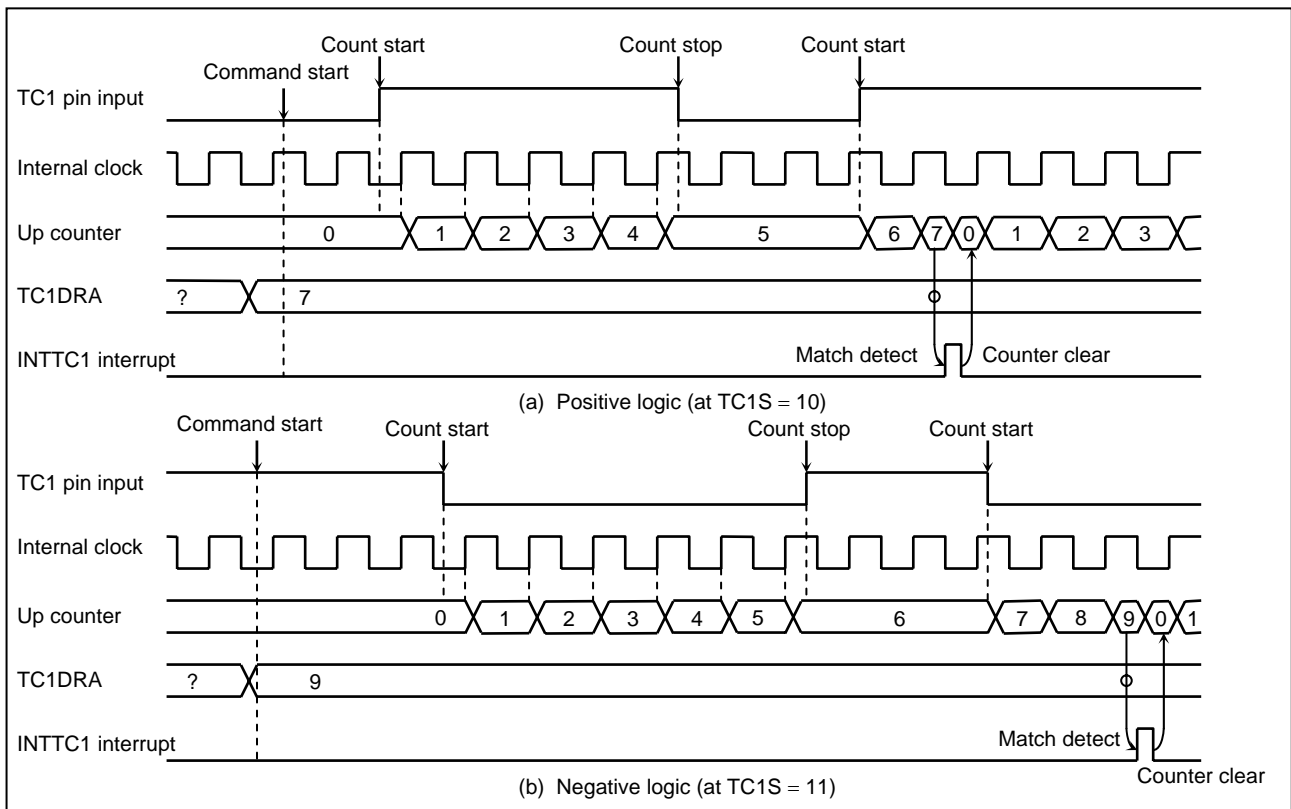 Count start Count stop Count start
Command start
TC1 pin input
Internal clock
Up counter 0 1 2 3 4 5 6 7 0 1 2 3
TC1DRA ? 7
INTTC1 interrupt Match detect Counter clear
(a) Positive logic (at TC1S = 10)
Command start Count start Count stop Count start
TC1 pin input
Internal clock
Up counter 0 1 2 3 4 5 6 7 8 9 0 1
TC1DRA ? 9
INTTC1 interrupt Match detect
Counter clear
(b) Negative logic (at TC1S = 11)